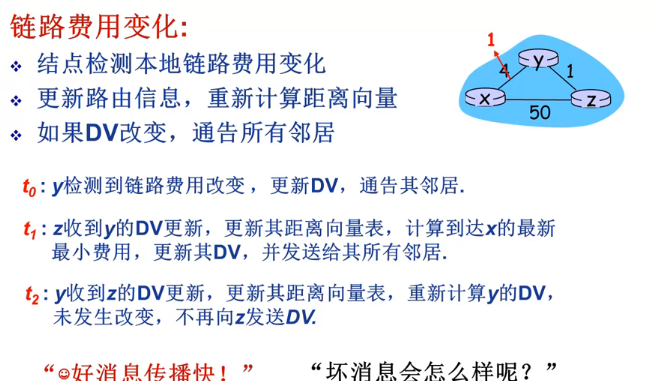 链路费用变化:
❖ 结点检测本地链路费用变化
❖ 更新路由信息，重新计算距离向量
❖ 如果DV改变，通告所有邻居
1
4
y
1
x
z
50
t0 : y检测到链路费用改变，更新DV，通告其邻居.
t1 : z收到y的DV更新，更新其距离向量表，计算到达x的最新
最小费用，更新其DV，并发送给其所有邻居.
t2 : y收到z的DV更新，更新其距离向量表，重新计算y的DV，
未发生改变，不再向z发送DV.
“☺好消息传播快！” “坏消息会怎么样呢？”